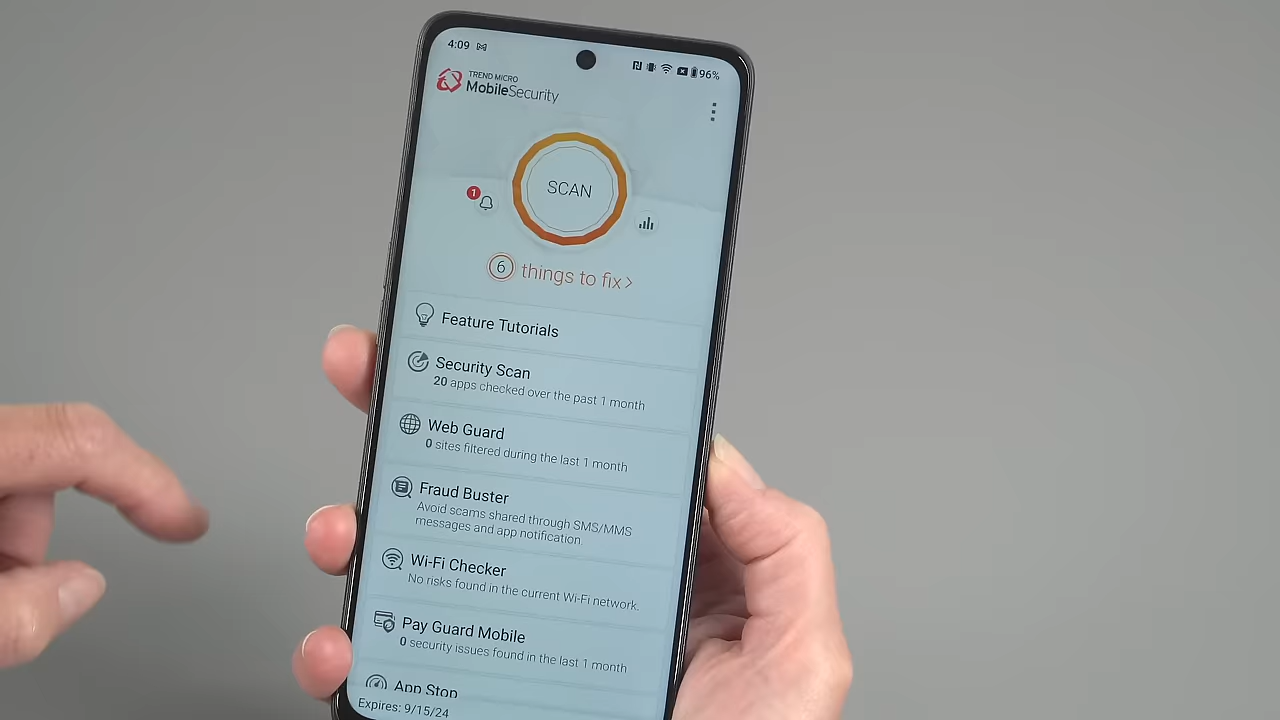 4:09
96%
TREND MICRO
MobileSecurity
SCAN
1
6 things to fix
Feature Tutorials
Security Scan
20 apps checked over the past 1 month
Web Guard
0 sites filtered during the last 1 month
Fraud Buster
Avoid scams shared through SMS/MMS
messages and app notification.
Wi-Fi Checker
No risks found in the current Wi-Fi network.
Pay Guard Mobile
0 security issues found in the last 1 month
App Stop
Expires: 9/15/24